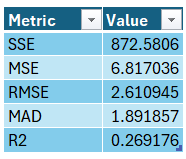 Metric Value
SSE 872.5806
MSE 6.817036
RMSE 2.610945
MAD 1.891857
R2 0.269176